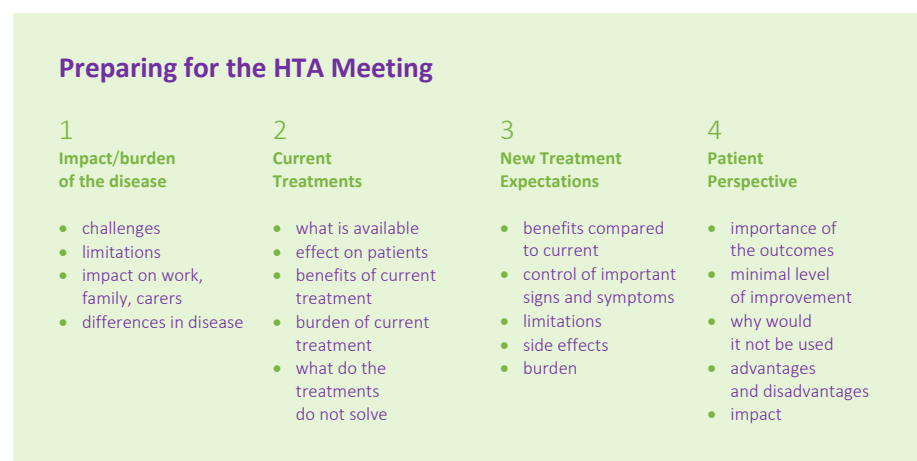 Preparing for the HTA Meeting
1
Impact/burden
of the disease
• challenges
• limitations
• impact on work,
family, carers
• differences in disease
2
Current
Treatments
• what is available
• effect on patients
• benefits of current
treatment
• burden of current
treatment
• what do the
treatments
do not solve
3
New Treatment
Expectations
• benefits compared
to current
• control of important
signs and symptoms
• limitations
• side effects
• burden
4
Patient
Perspective
• importance of
the outcomes
• minimal level
of improvement
• why would
it not be used
• advantages
and disadvantages
• impact